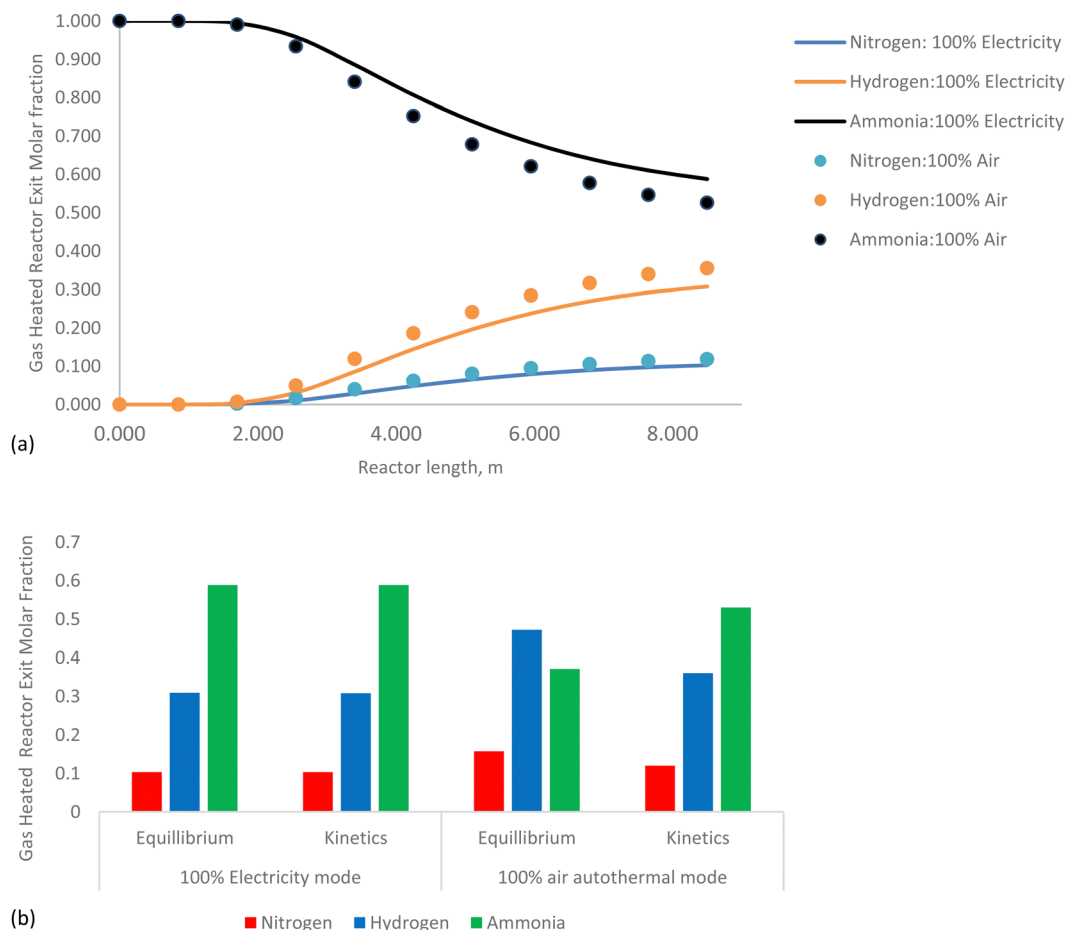 Gas Heated Reactor Exit Molar fraction
1.000
0.900
0.800
0.700
0.600
0.500
0.400
0.300
0.200
0.100
0.000
0.000 2.000 4.000 6.000 8.000
Reactor length, m
Nitrogen: 100% Electricity
Hydrogen:100% Electricity
Ammonia:100% Electricity
Nitrogen:100% Air
Hydrogen:100% Air
Ammonia:100% Air
(a)
Gas Heated Reactor Exit Molar Fraction
0.7
0.6
0.5
0.4
0.3
0.2
0.1
0
Equillibrium Kinetics Equillibrium Kinetics
100% Electricity mode 100% air autothermal mode
Nitrogen Hydrogen Ammonia
(b)